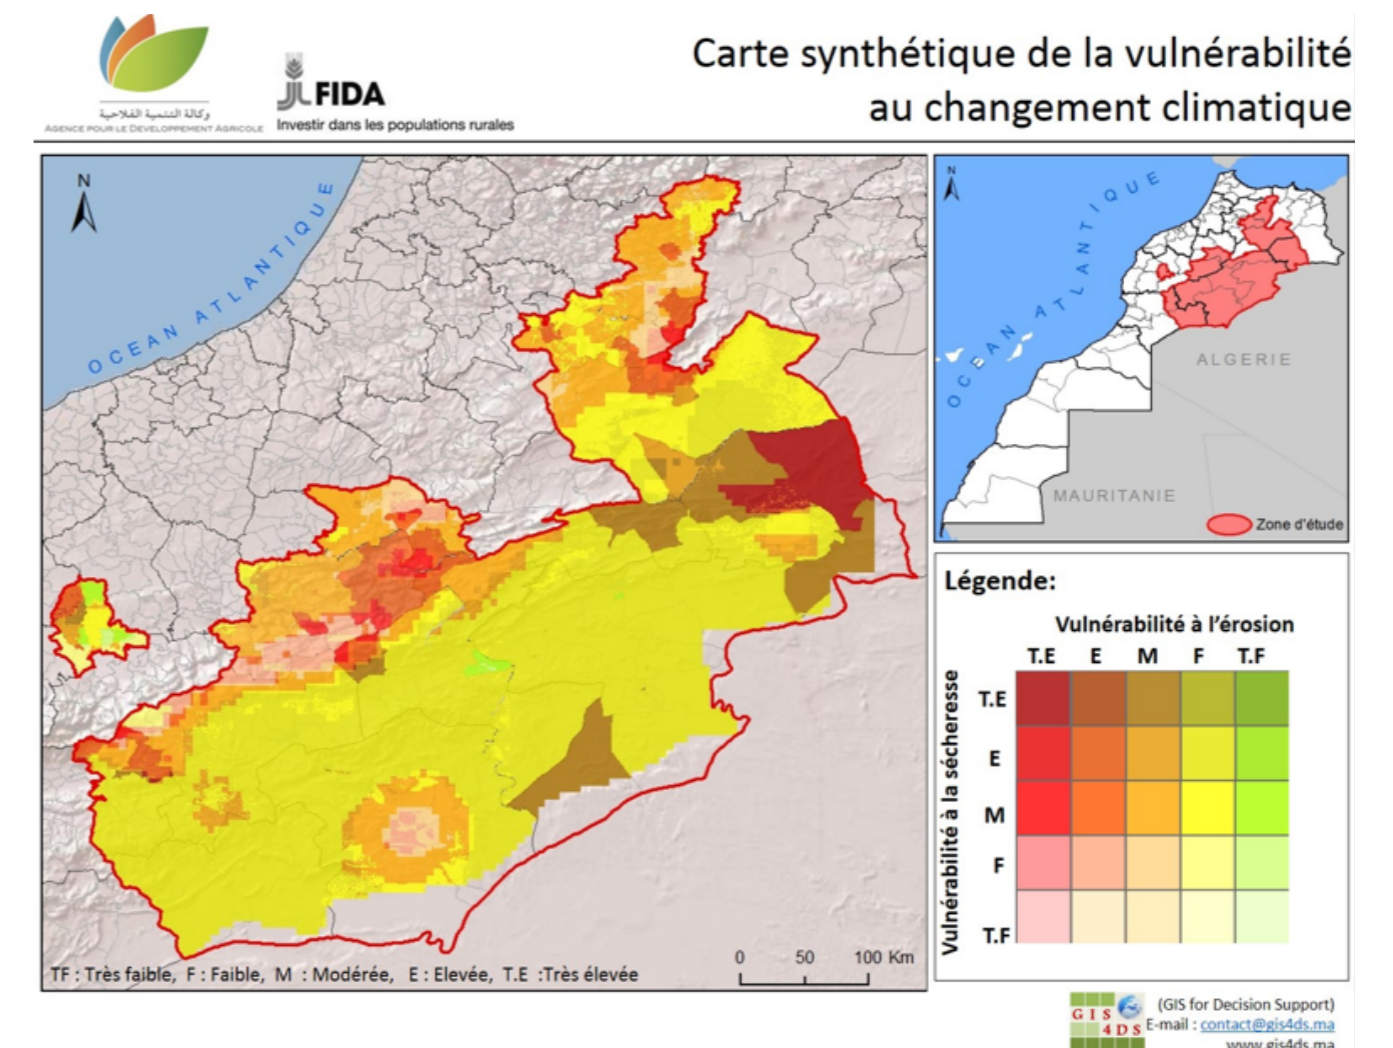 Carte synthétique de la vulnérabilité
au changement climatique
وكالة التنمية الفلاحية
AGENCE POUR LE DEVELOPPEMENT AGRICOLE
FIDA
Investir dans les populations rurales
N
OCEAN ATLANTIQUE
0 50 100 Km
TF : Très faible, F : Faible, M : Modérée, E : Elevée, T.E :Très élevée
N
OCEAN ATLANTIQUE
ALGERIE
MAURITANIE
Zone d'étude
Légende:
Vulnérabilité à l'érosion
T.E E M F T.F
Vulnérabilité à la sécheresse
T.E
E
M
F
T.F
GIS
4DS
(GIS for Decision Support)
E-mail : contact@gis4ds.ma
www.gis4ds.ma